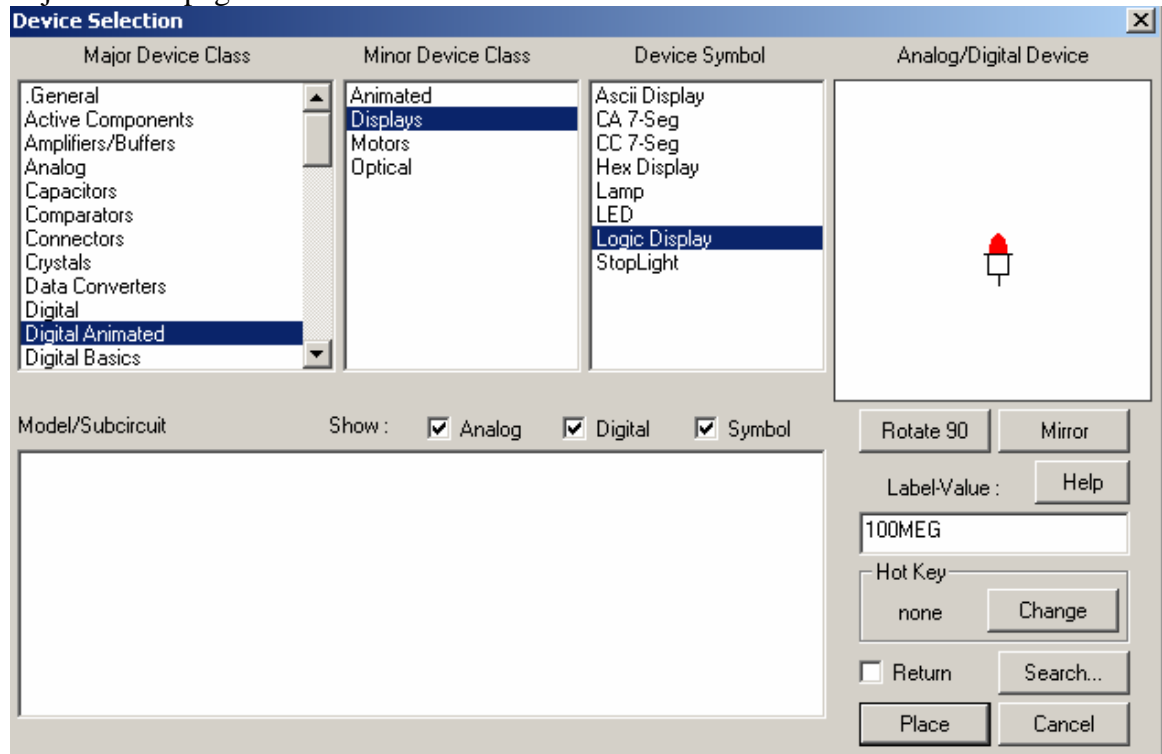 Device Selection
Major Device Class
Minor Device Class
Device Symbol
Analog/Digital Device
.General
Active Components
Amplifiers/Buffers
Analog
Capacitors
Comparators
Connectors
Crystals
Data Converters
Digital
Digital Animated
Digital Basics
Animated
Displays
Motors
Optical
Ascii Display
CA 7-Seg
CC 7-Seg
Hex Display
Lamp
LED
Logic Display
StopLight
Model/Subcircuit
Show : Analog Digital Symbol
Rotate 90 Mirror
Label-Value : Help
100MEG
Hot Key
none Change
Return Search...
Place Cancel